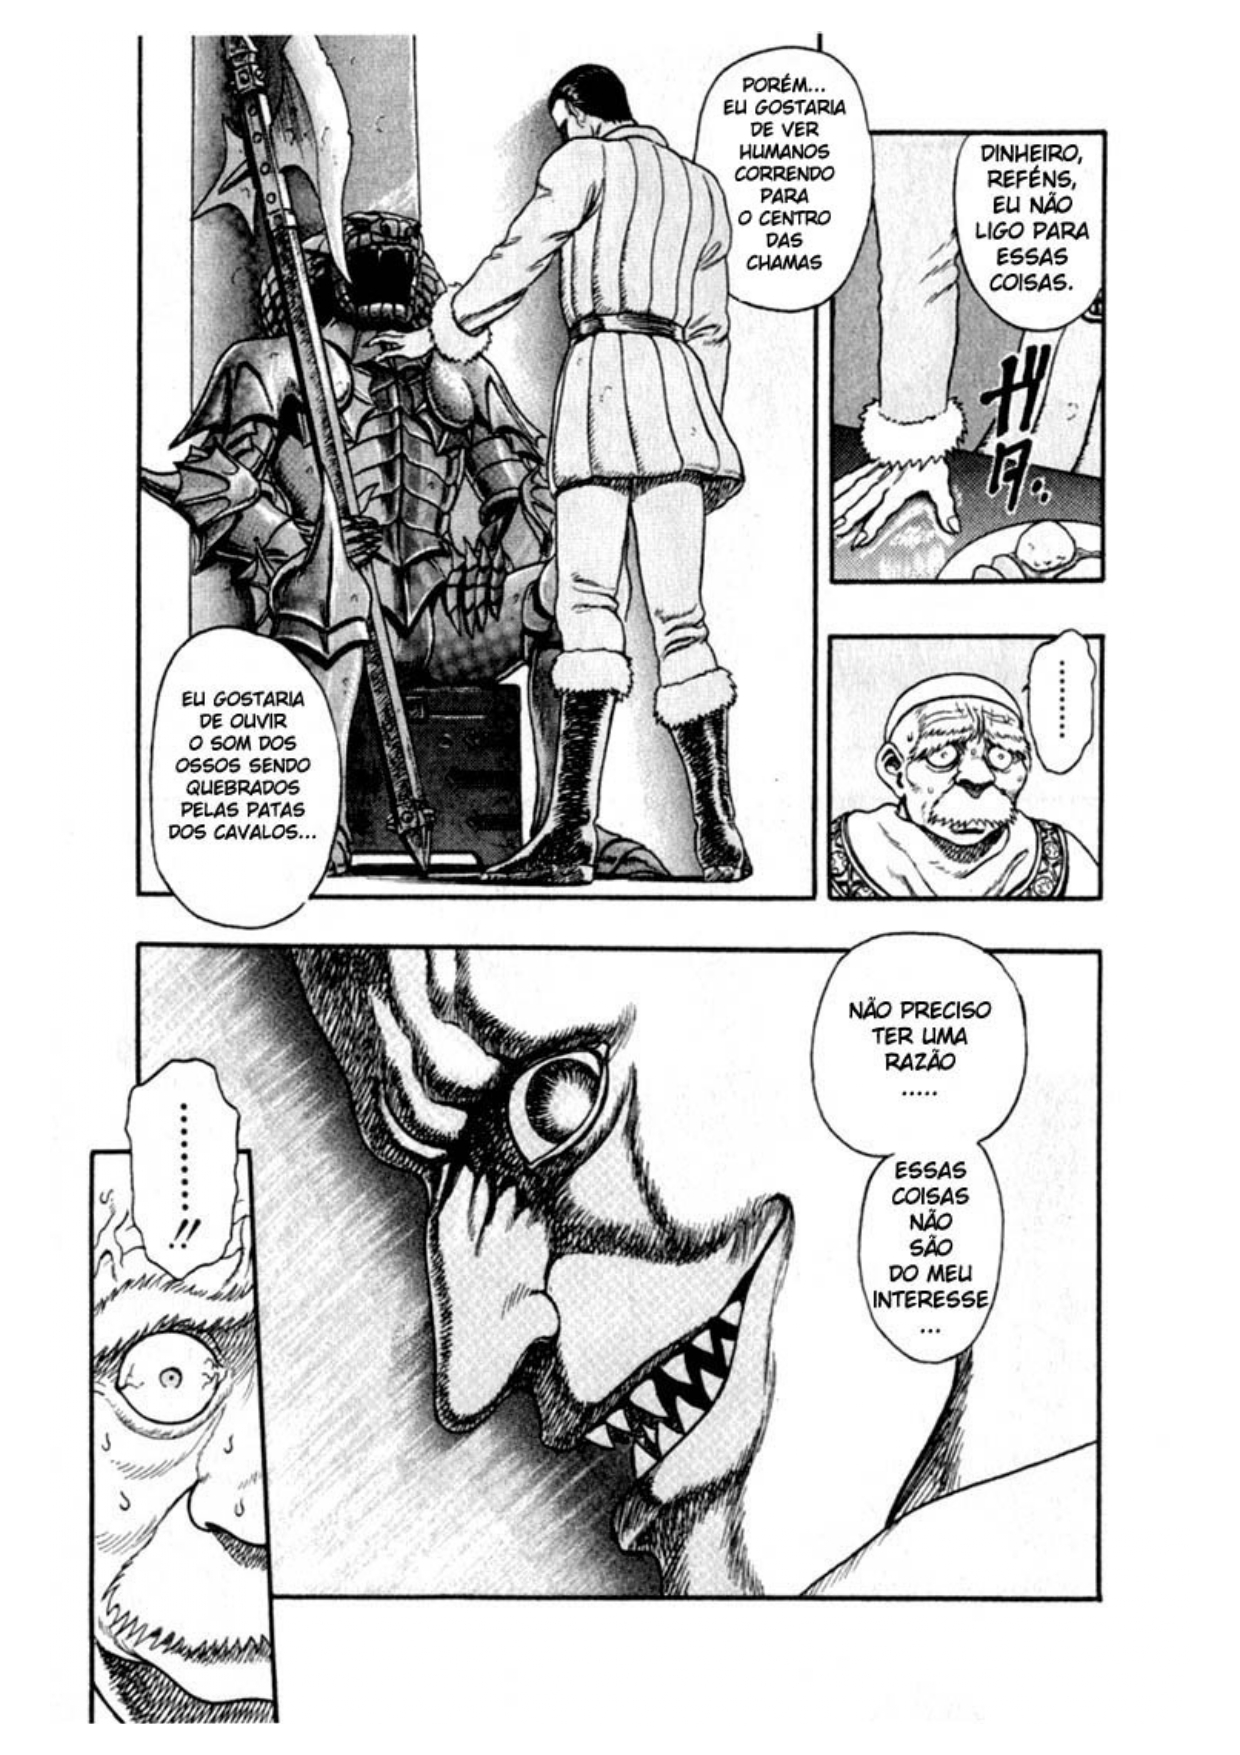 DINHEIRO,
REFÉNS,
EU NÃO
LIGO PARA
ESSAS
COISAS.
ガタ..
.........
PORÉM...
EU GOSTARIA
DE VER
HUMANOS
CORRENDO
PARA
O CENTRO
DAS
CHAMAS
EU GOSTARIA
DE OUVIR
O SOM DOS
OSSOS SENDO
QUEBRADOS
PELAS PATAS
DOS CAVALOS...
NÃO PRECISO
TER UMA
RAZÃO
.....
ESSAS
COISAS
NÃO
SÃO
DO MEU
INTERESSE
...
.........!!